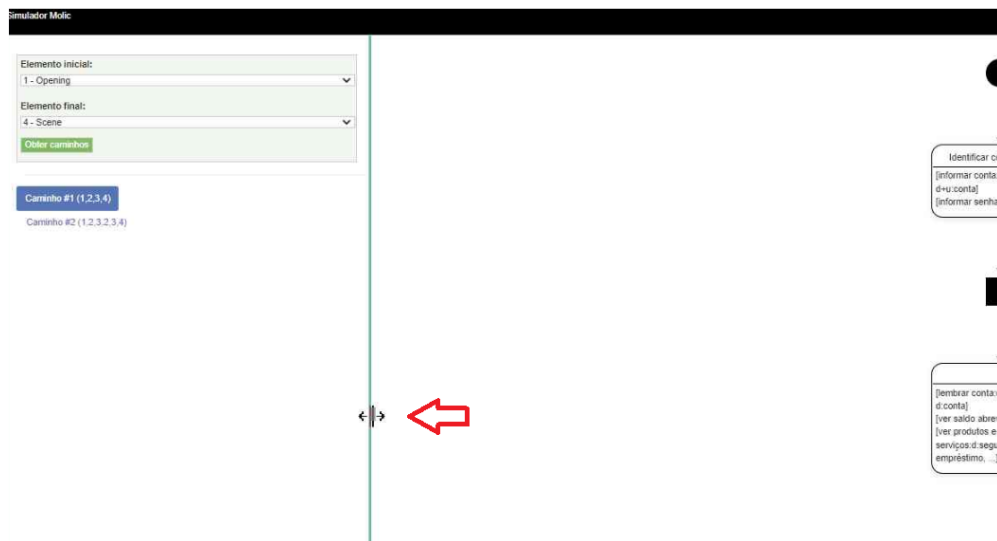 Simulador Molic
Elemento inicial:
1 - Opening
Elemento final:
4 - Scene
Obter caminhos
Caminho #1 (1,2,3,4)
Caminho #2 (1,2,3,2,3,4)
Identificar co
[informar conta:
d+u:conta]
[informar senha
[lembrar conta:
d:conta]
[ver saldo abre
[ver produtos e
serviços:d:segu
empréstimo, ...]